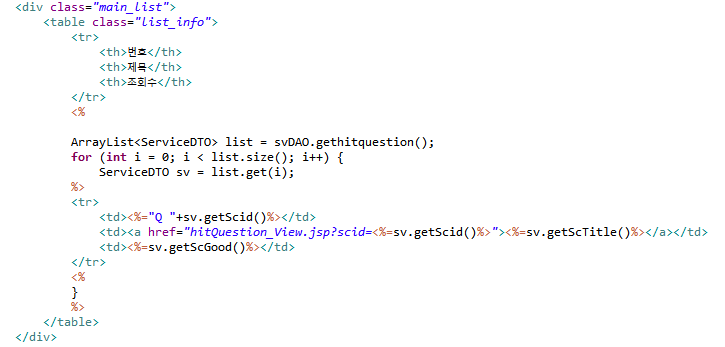 <div class="main_list">
<table class="list_info">
<tr>
<th>번호</th>
<th>제목</th>
<th>조회수</th>
</tr>
<%
ArrayList<ServiceDTO> list = svDAO.gethitquestion();
for (int i = 0; i < list.size(); i++) {
ServiceDTO sv = list.get(i);
%>
<tr>
<td><%="Q "+sv.getScid()%></td>
<td><a href="hitQuestion_View.jsp?scid=<%=sv.getScid()%>"><%=sv.getScTitle()%></a></td>
<td><%=sv.getScGood()%></td>
</tr>
<%
}
%>
</table>
</div>